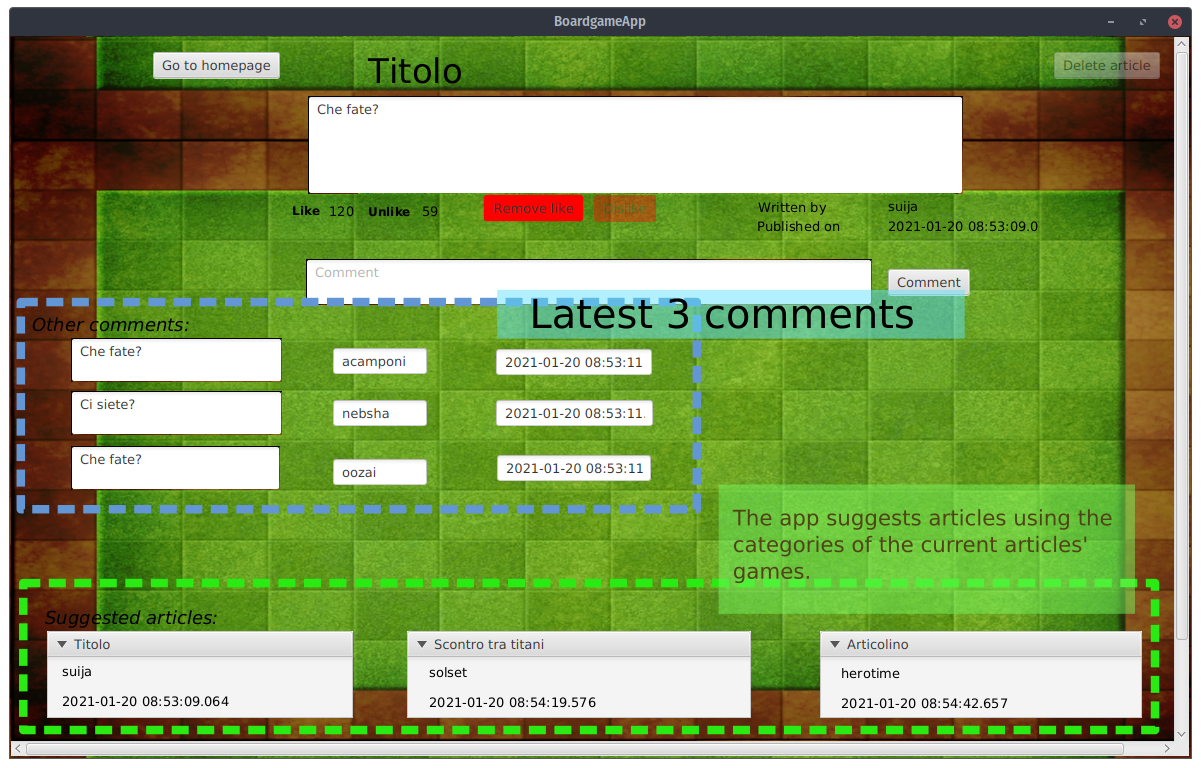 BoardgameApp
Go to homepage
Titolo
Delete article
Che fate?
Like 120 Unlike 59
Remove like
Written by suija
Published on 2021-01-20 08:53:09.0
Comment
Comment
Latest 3 comments
Other comments:
Che fate? acamponi 2021-01-20 08:53:11
Ci siete? nebsha 2021-01-20 08:53:11.
Che fate? oozai 2021-01-20 08:53:11
The app suggests articles using the
categories of the current articles'
games.
Suggested articles:
Titolo
suija
2021-01-20 08:53:09.064
Scontro tra titani
solset
2021-01-20 08:54:19.576
Articolino
herotime
2021-01-20 08:54:42.657